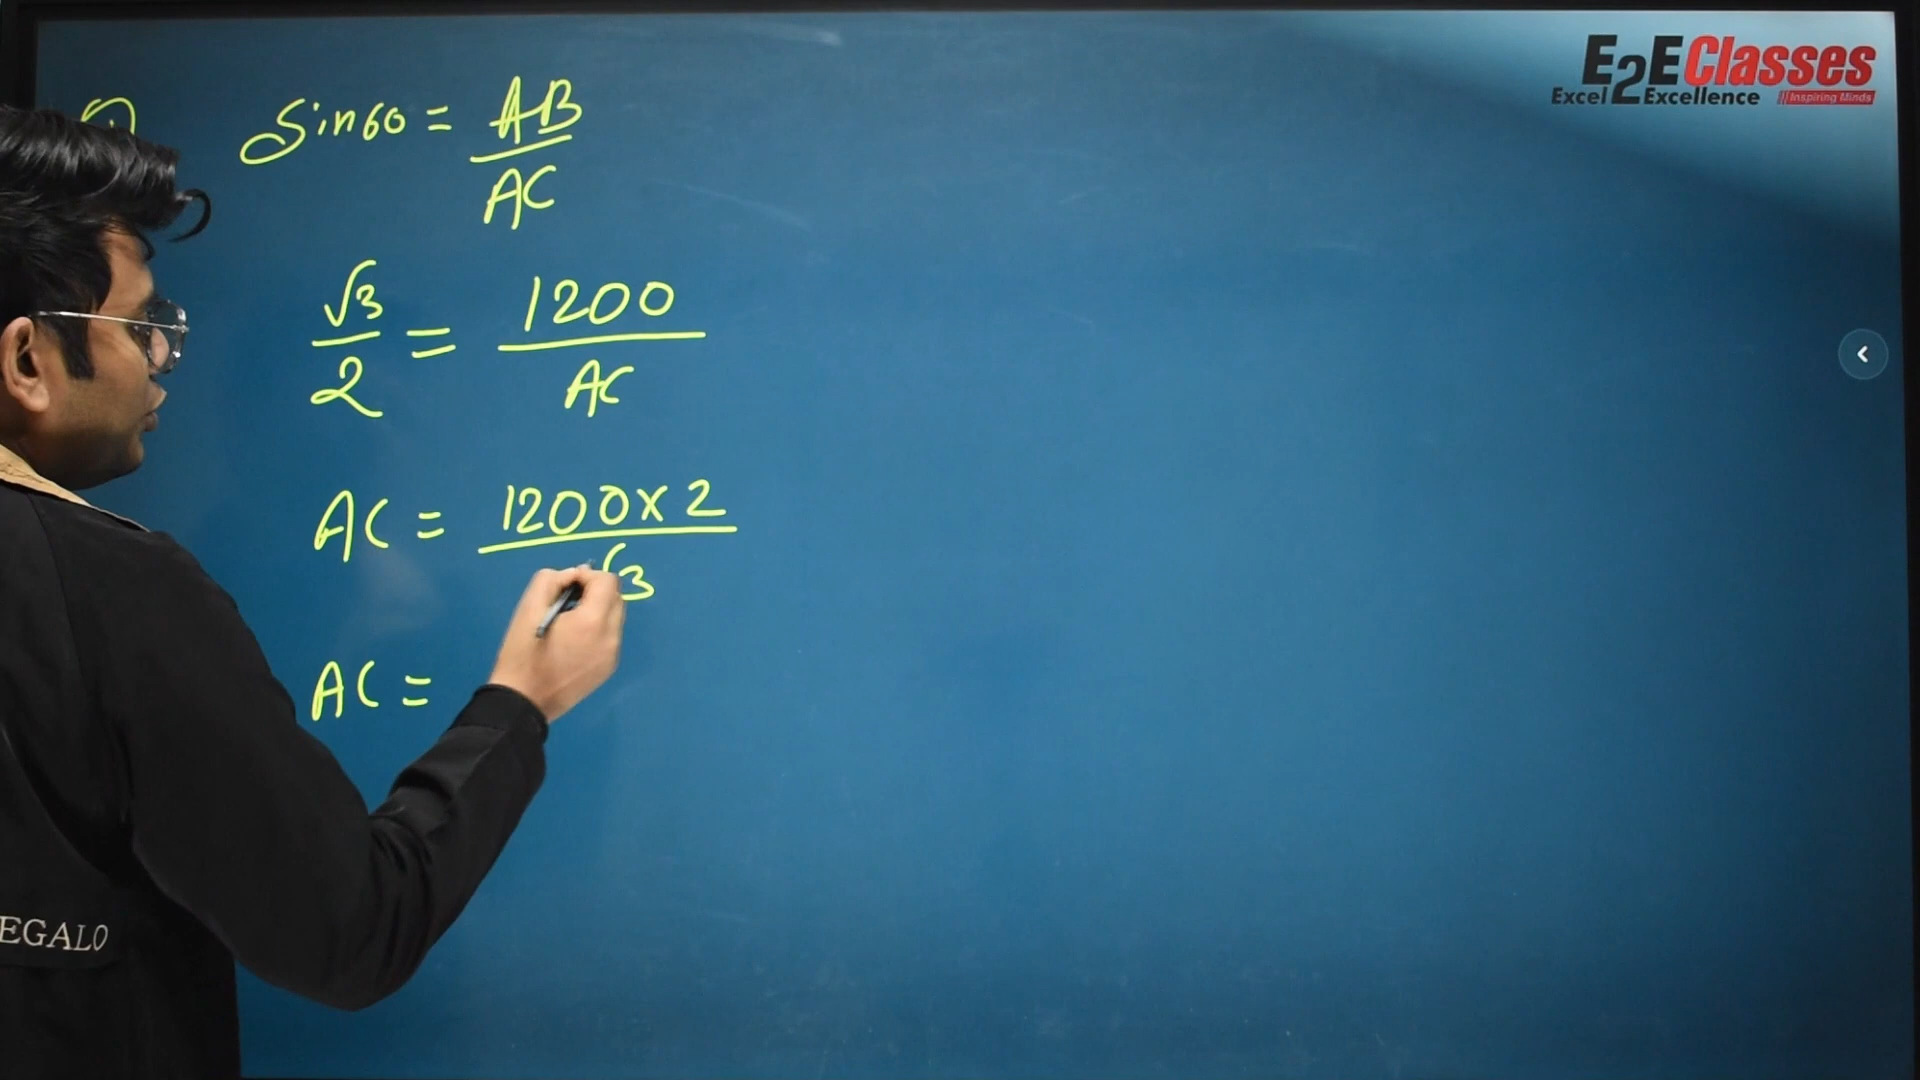 E2E Classes
Excel 2 Excellence Inspiring Minds
Sin60 = AB/AC
√3/2 = 1200/AC
AC = 1200x2/√3
AC =
EGALO